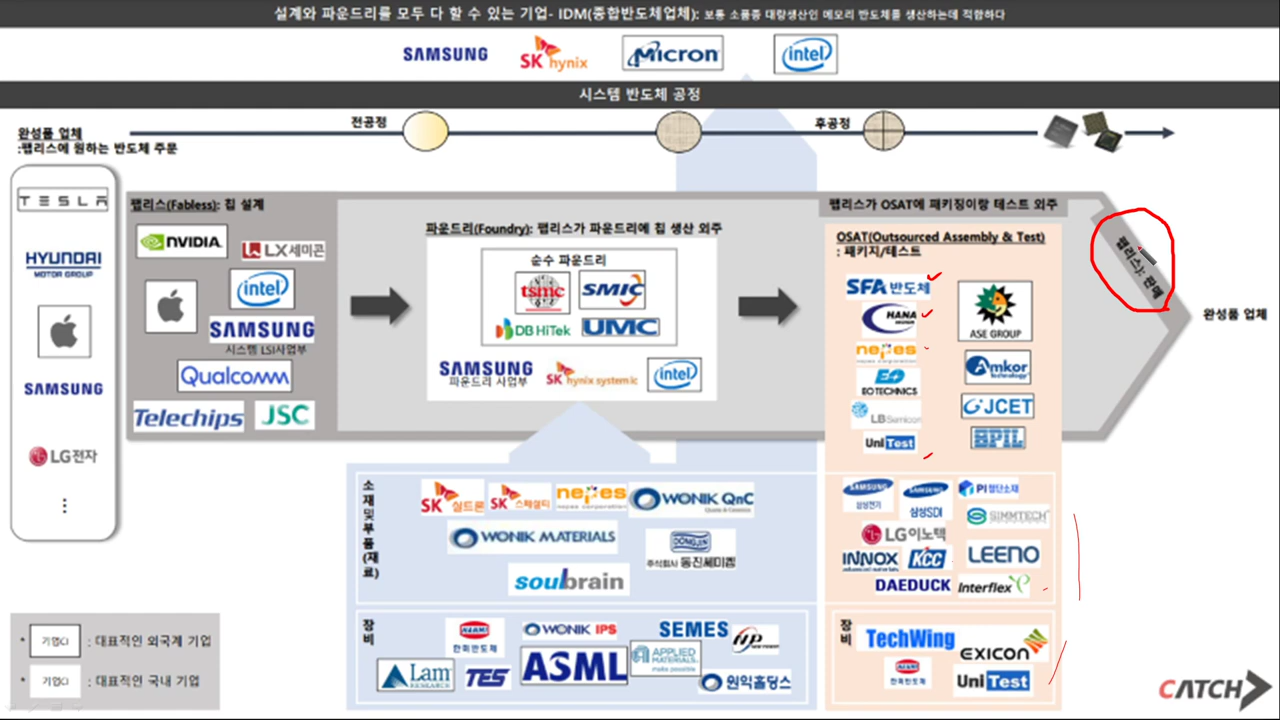 설계와 파운드리를 모두 다 할 수 있는 기업- IDM(종합반도체업체): 보통 소품종 대량생산인 메모리 반도체를 생산하는데 적합하다
SAMSUNG
SK hynix
Micron
intel
시스템 반도체 공정
완성품 업체
:팹리스에 원하는 반도체 주문
전공정
후공정
TESLA
HYUNDAI
MOTOR GROUP
SAMSUNG
LG전자
팹리스(Fabless): 칩 설계
NVIDIA
LX세미콘
intel
SAMSUNG
시스템 LSI사업부
Qualcomm
Telechips
JSC
파운드리(Foundry): 팹리스가 파운드리에 칩 생산 외주
순수 파운드리
tsmc
SMIC
DB HiTek
UMC
SAMSUNG
파운드리 사업부
SK hynix system ic
intel
팹리스가 OSAT에 패키징이랑 테스트 외주
OSAT(Outsourced Assembly & Test)
: 패키지/테스트
SFA 반도체
HANA
nepes
EO TECHNICS
LB Semicon
UniTest
ASE GROUP
Amkor
Technology
JCET
SPIL
팹리스): 판매
완성품 업체
소재및부품(재료)
SK 실트론
SK 스페셜티
nepes
nepes corporation
WONIK QnC
Quartz & Ceramics
WONIK MATERIALS
DONGJIN
주식회사 동진쎄미켐
soulbrain
SAMSUNG
삼성전기
SAMSUNG
삼성SDI
PI첨단소재
SIMMTECH
LG이노텍
INNOX
KCC
LEENO
DAEDUCK
Interflex
장비
HANMI
한미반도체
WONIK IPS
SEMES
Lam
RESEARCH
TES
ASML
APPLIED
MATERIALS
make possible
원익홀딩스
장비
TechWing
EXICON
한미반도체
UniTest
* 기업CI : 대표적인 외국계 기업
* 기업CI : 대표적인 국내 기업
CATCH